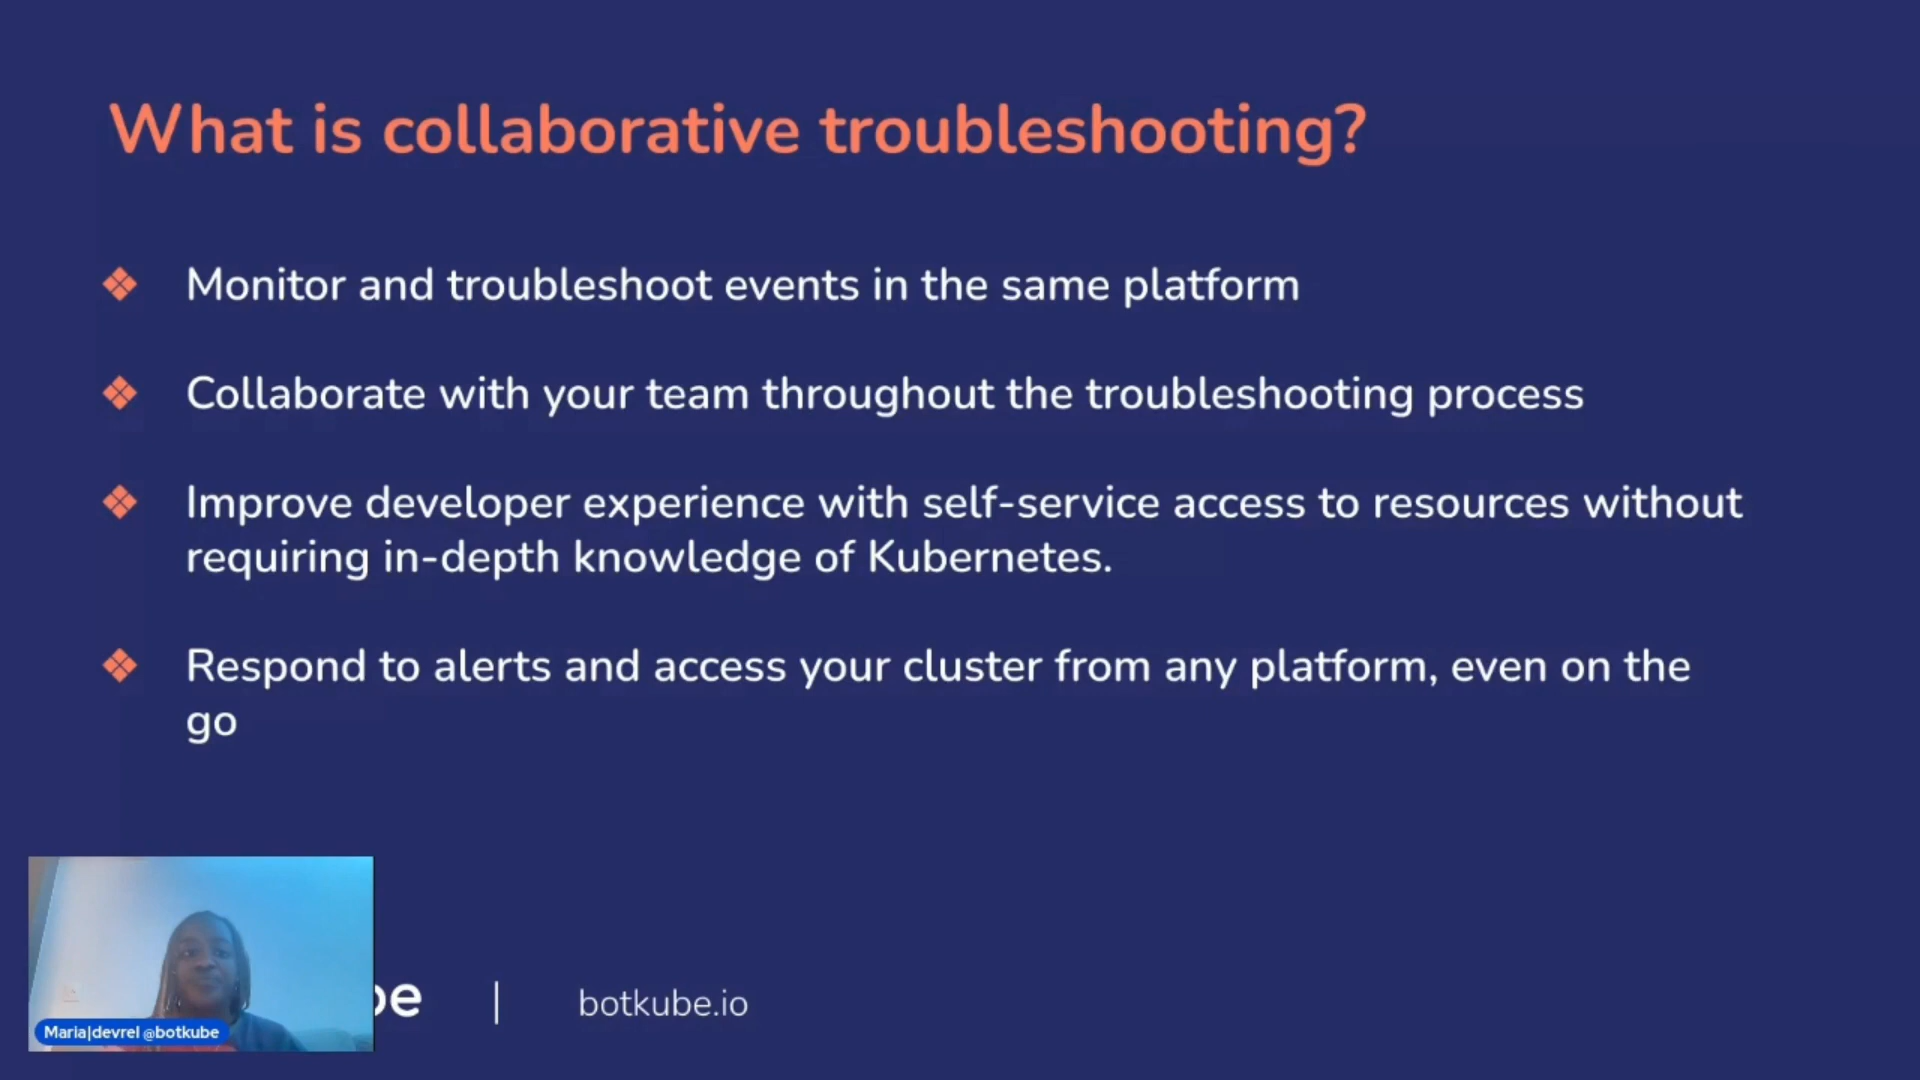 What is collaborative troubleshooting?
Monitor and troubleshoot events in the same platform
Collaborate with your team throughout the troubleshooting process
Improve developer experience with self-service access to resources without
requiring in-depth knowledge of Kubernetes.
Respond to alerts and access your cluster from any platform, even on the
go
be | botkube.io
Maria|devrel @botkube